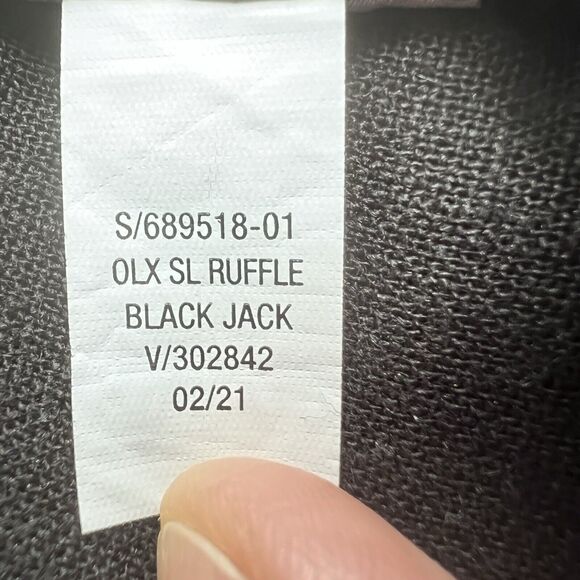 S/689518-01
OLX SL RUFFLE
BLACK JACK
V/302842
02/21